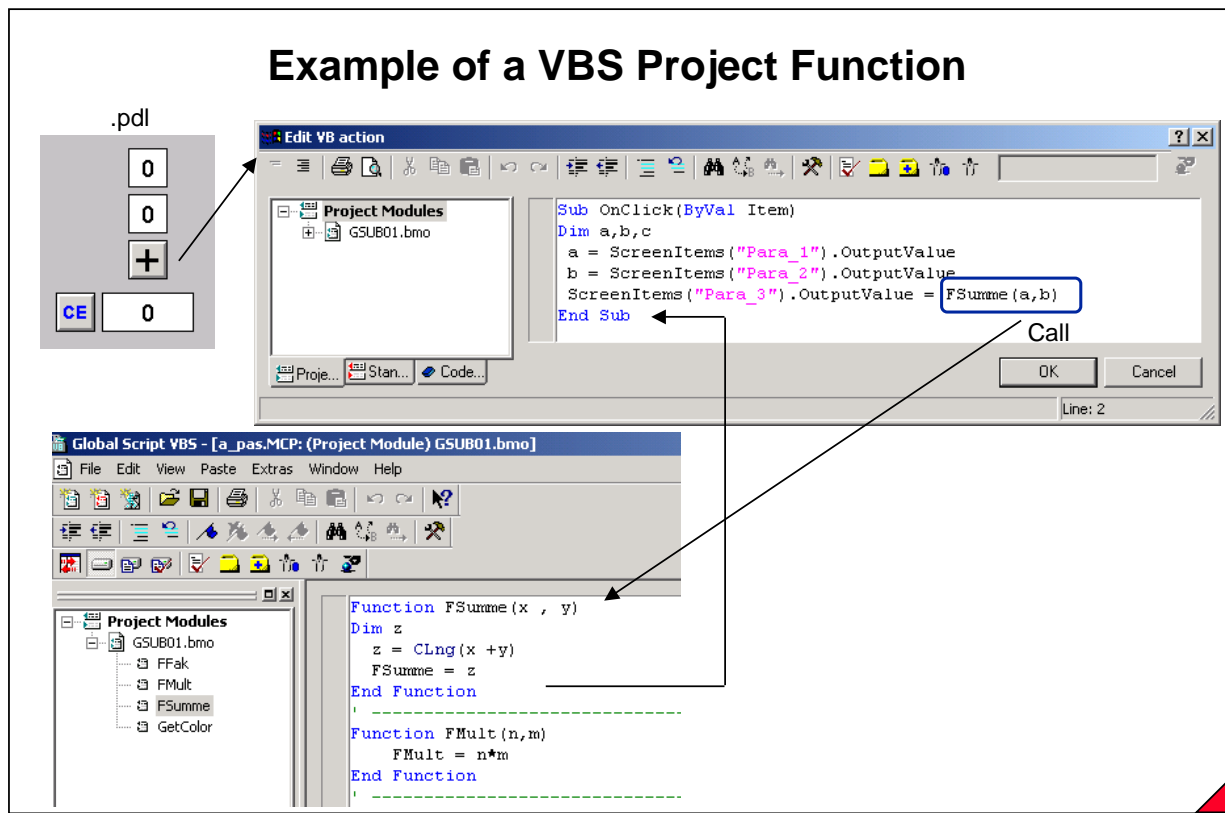 Example of a VBS Project Function
.pdl
0
0
+
CE
0
Edit VB action
Project Modules
GSUB01.bmo
Sub OnClick(ByVal Item)
Dim a,b,c
a = ScreenItems("Para_1").OutputValue
b = ScreenItems("Para_2").OutputValue
ScreenItems("Para_3").OutputValue = FSumme(a,b)
End Sub
Call
Proje...
Stan...
Code...
OK
Cancel
Line: 2
Global Script VBS - [a_pas.MCP: (Project Module) GSUB01.bmo]
File Edit View Paste Extras Window Help
Project Modules
GSUB01.bmo
FFak
FMult
FSumme
GetColor
Function FSumme(x , y)
Dim z
z = CLng(x +y)
FSumme = z
End Function
' ------------------------------
Function FMult(n,m)
FMult = n*m
End Function
' ------------------------------